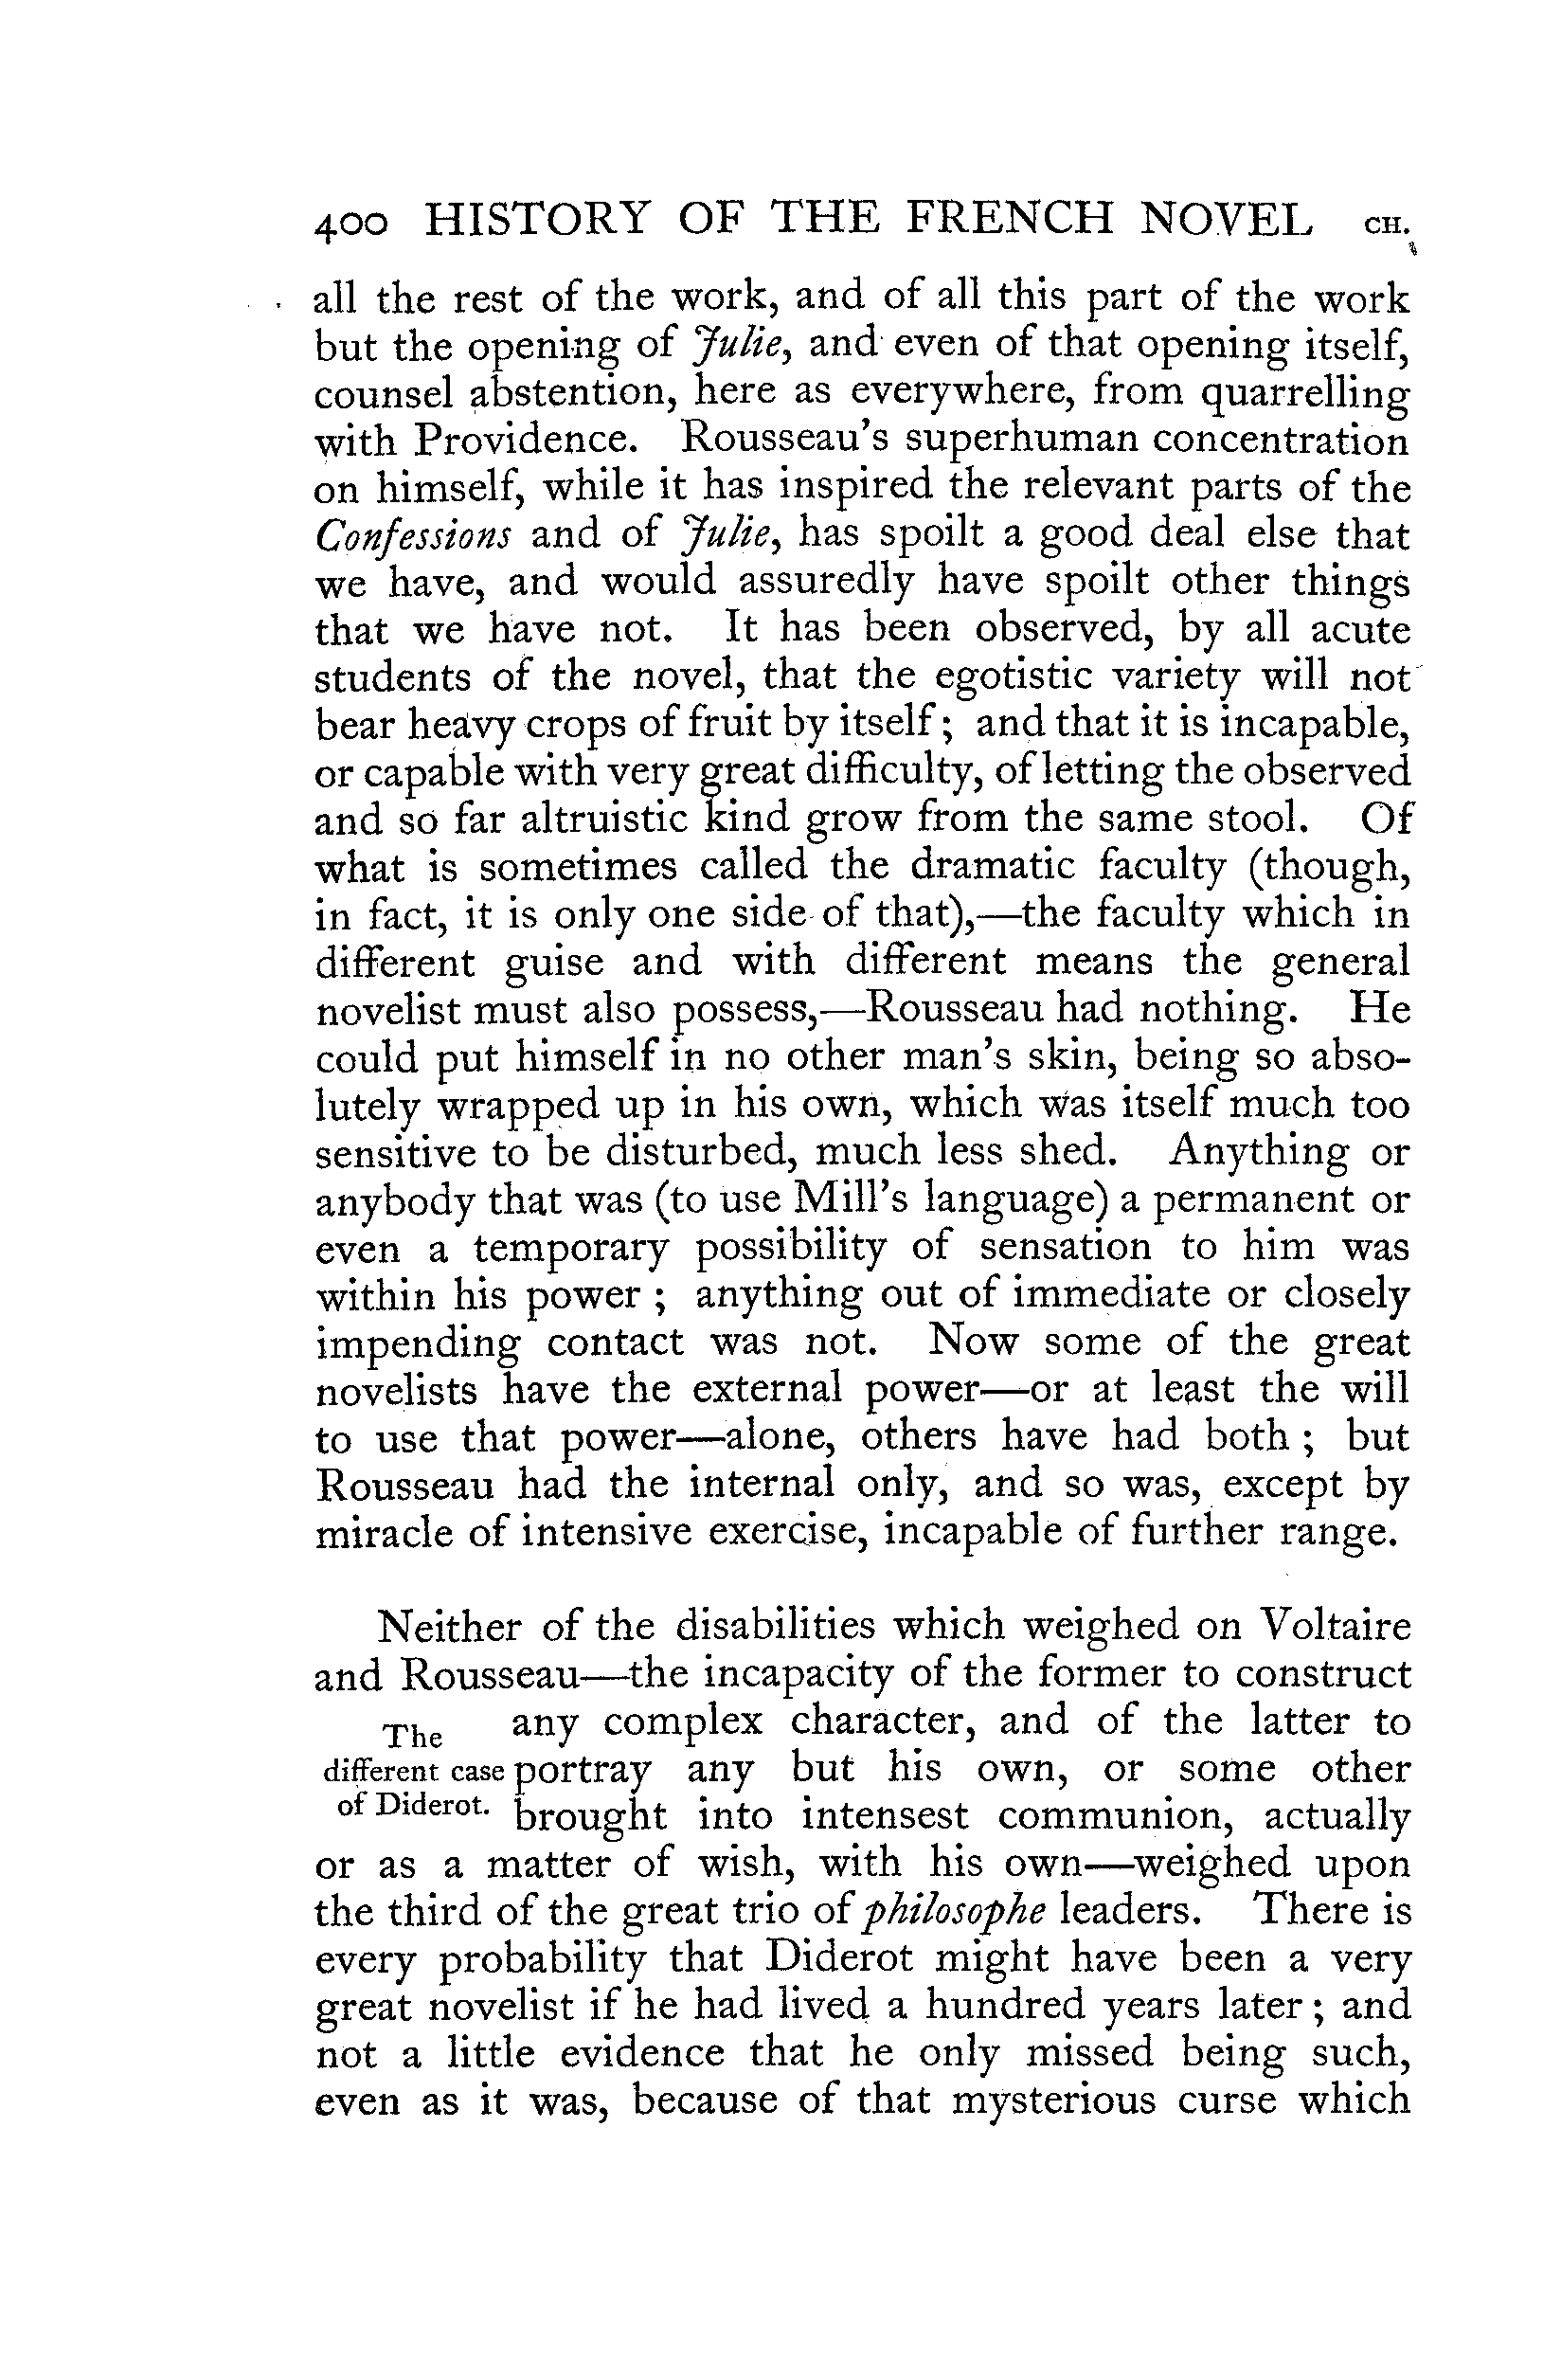 400 HISTORY OF THE FRENCH NOVEL CH.
all the rest of the work, and of all this part of the work
but the opening of Julie, and even of that opening itself,
counsel abstention, here as everywhere, from quarrelling
with Providence. Rousseau's superhuman concentration
on himself, while it has inspired the relevant parts of the
Confessions and of Julie, has spoilt a good deal else that
we have, and would assuredly have spoilt other things
that we have not. It has been observed, by all acute
students of the novel, that the egotistic variety will not
bear heavy crops of fruit by itself; and that it is incapable,
or capable with very great difficulty, of letting the observed
and so far altruistic kind grow from the same stool. Of
what is sometimes called the dramatic faculty (though,
in fact, it is only one side of that),—the faculty which in
different guise and with different means the general
novelist must also possess,—Rousseau had nothing. He
could put himself in no other man's skin, being so abso-
lutely wrapped up in his own, which was itself much too
sensitive to be disturbed, much less shed. Anything or
anybody that was (to use Mill's language) a permanent or
even a temporary possibility of sensation to him was
within his power; anything out of immediate or closely
impending contact was not. Now some of the great
novelists have the external power—or at least the will
to use that power—alone, others have had both; but
Rousseau had the internal only, and so was, except by
miracle of intensive exercise, incapable of further range.
Neither of the disabilities which weighed on Voltaire
and Rousseau—the incapacity of the former to construct
The
different case
of Diderot.
any complex character, and of the latter to
portray any but his own, or some other
brought into intensest communion, actually
or as a matter of wish, with his own—weighed upon
the third of the great trio of philosophe leaders. There is
every probability that Diderot might have been a very
great novelist if he had lived a hundred years later; and
not a little evidence that he only missed being such,
even as it was, because of that mysterious curse which